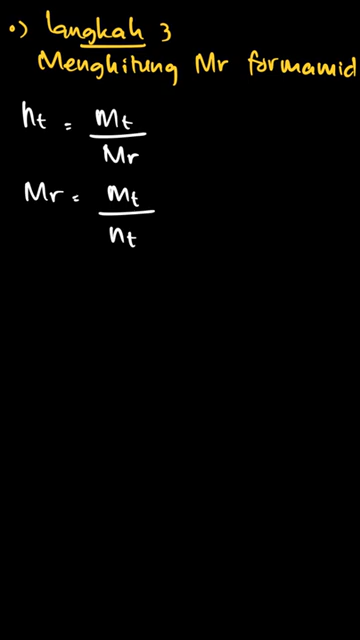 •) Langkah 3
Menghitung Mr formamid
nt = mt / Mr
Mr = mt / nt